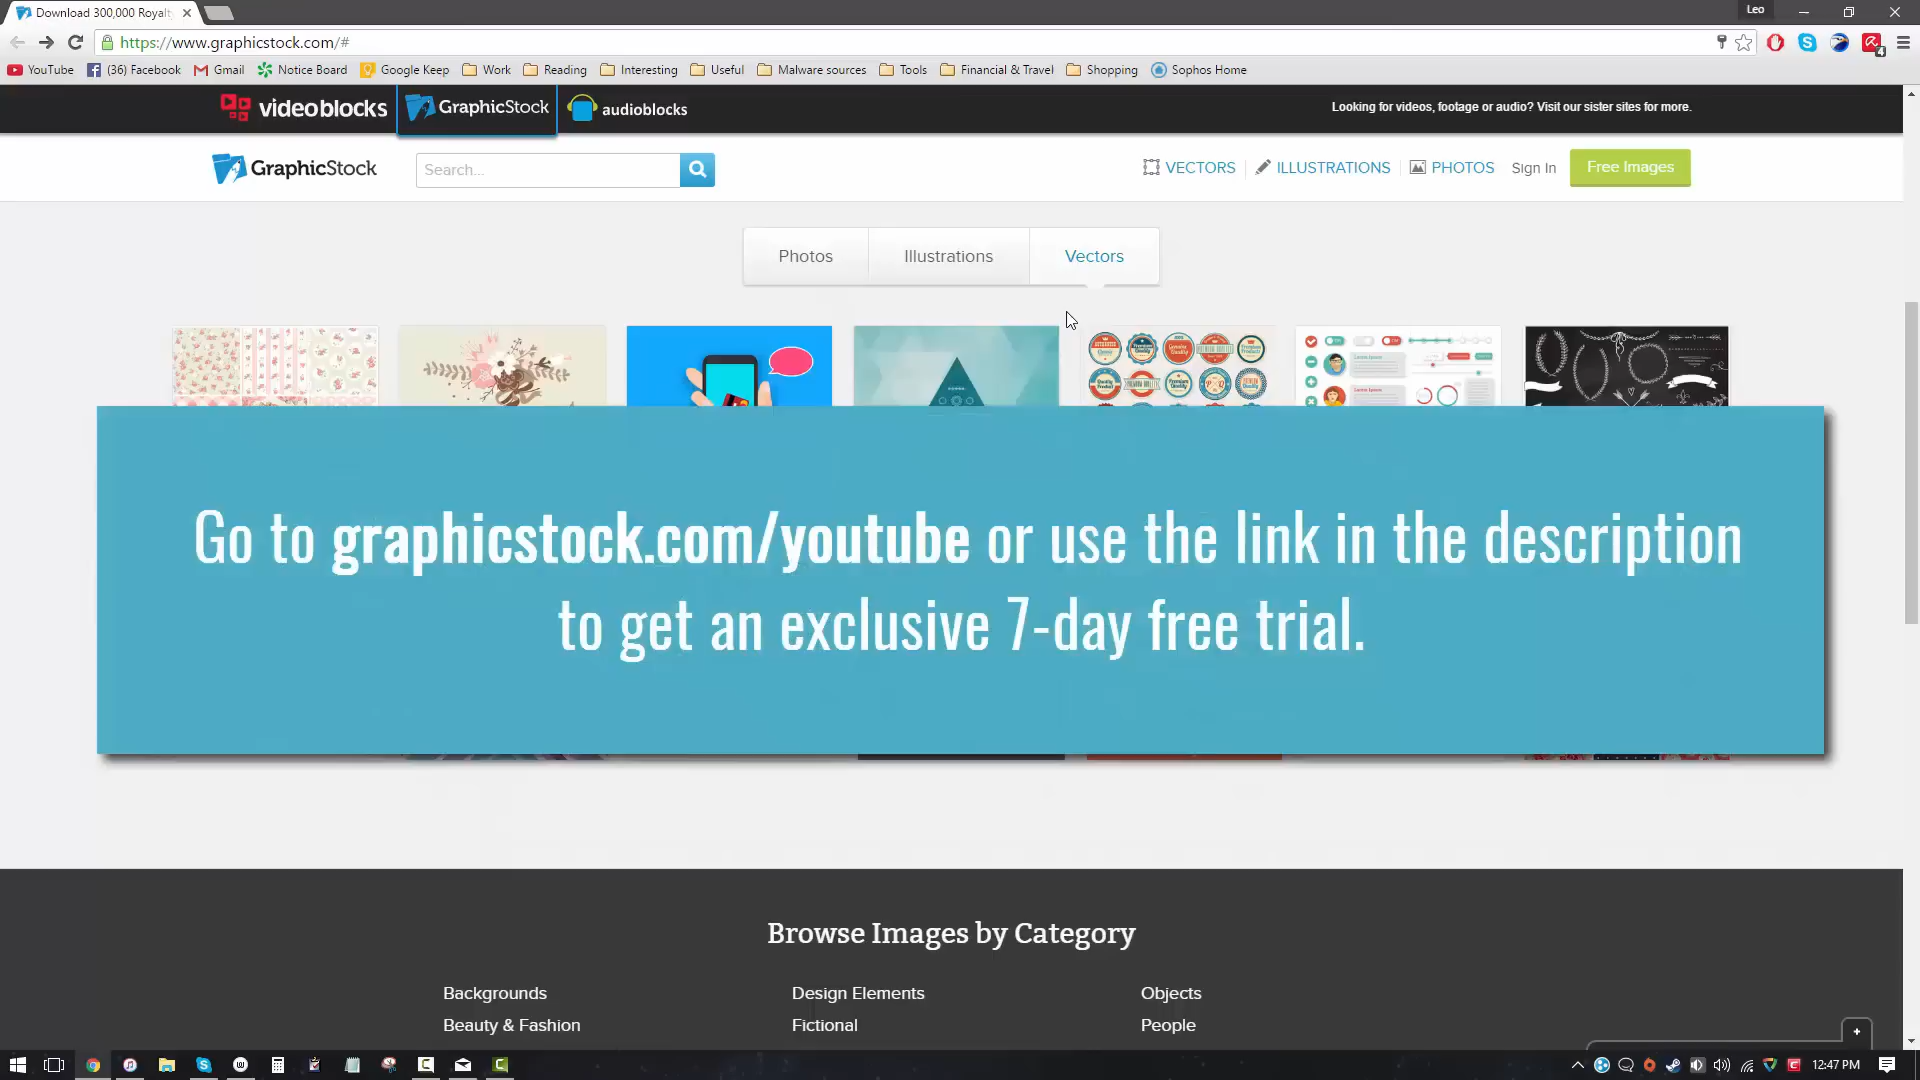 Download 300,000 Royalt
Leo
https://www.graphicstock.com/#
4
YouTube
(36) Facebook
Gmail
Notice Board
Google Keep
Work
Reading
Interesting
Useful
Malware sources
Tools
Financial & Travel
Shopping
Sophos Home
videoblocks
GraphicStock
audioblocks
Looking for videos, footage or audio? Visit our sister sites for more.
GraphicStock
Search...
VECTORS
ILLUSTRATIONS
PHOTOS
Sign In
Free Images
Photos
Illustrations
Vectors
Go to graphicstock.com/youtube or use the link in the description
to get an exclusive 7-day free trial.
Browse Images by Category
Backgrounds
Design Elements
Objects
Beauty & Fashion
Fictional
People
12:47 PM